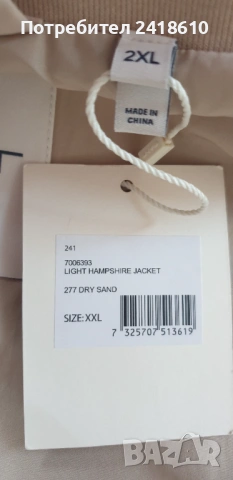 Потребител 2418610
2XL
MADE IN
CHINA
241
7006393
LIGHT HAMPSHIRE JACKET
277 DRY SAND
SIZE: XXL
7 325707 513619
BAZAR